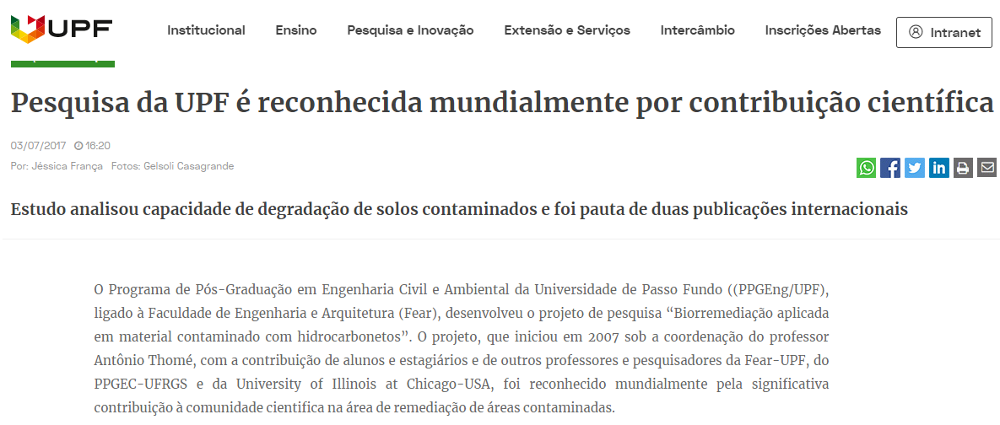 UPF
Institucional Ensino Pesquisa e Inovação Extensão e Serviços Intercâmbio Inscrições Abertas Intranet
Pesquisa da UPF é reconhecida mundialmente por contribuição científica
03/07/2017 16:20
Por: Jéssica França Fotos: Gelsoli Casagrande
Estudo analisou capacidade de degradação de solos contaminados e foi pauta de duas publicações internacionais
O Programa de Pós-Graduação em Engenharia Civil e Ambiental da Universidade de Passo Fundo ((PPGEng/UPF),
ligado à Faculdade de Engenharia e Arquitetura (Fear), desenvolveu o projeto de pesquisa “Biorremediação aplicada
em material contaminado com hidrocarbonetos”. O projeto, que iniciou em 2007 sob a coordenação do professor
Antônio Thomé, com a contribuição de alunos e estagiários e de outros professores e pesquisadores da Fear-UPF, do
PPGEC-UFRGS e da University of Illinois at Chicago-USA, foi reconhecido mundialmente pela significativa
contribuição à comunidade cientifica na área de remediação de áreas contaminadas.